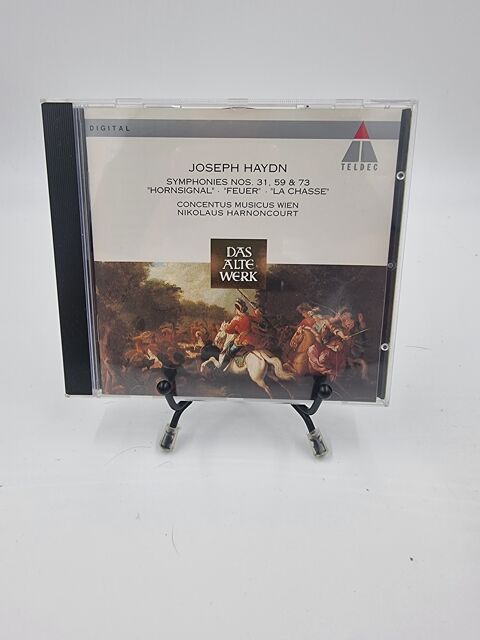 DIGITAL
TELDEC
JOSEPH HAYDN
SYMPHONIES NOS. 31, 59 & 73
"HORNSIGNAL" · "FEUER" · "LA CHASSE"
CONCENTUS MUSICUS WIEN
NIKOLAUS HARNONCOURT
DAS
ALTE
WERK